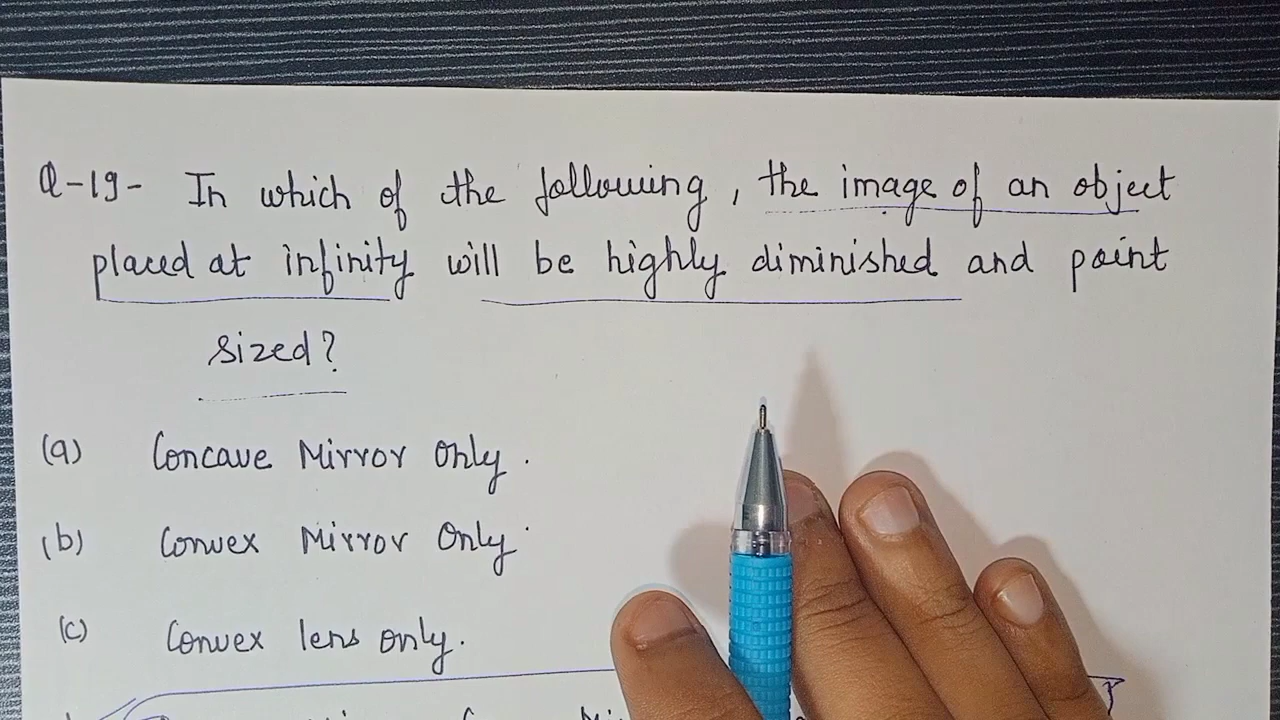 Q-19- In which of the following, the image of an object
placed at infinity will be highly diminished and point
sized?
(a) Concave Mirror Only.
(b) Convex Mirror Only.
(c) Convex lens only.